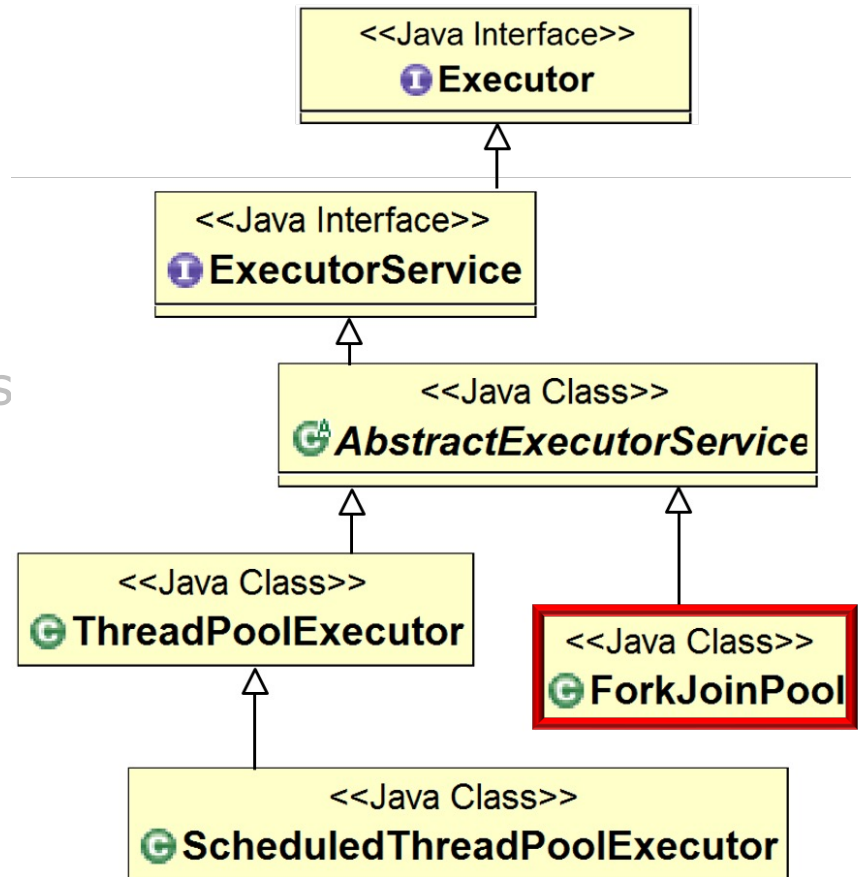 <<Java Interface>>
I Executor
<<Java Interface>>
I ExecutorService
s
<<Java Class>>
C A AbstractExecutorService
<<Java Class>>
C ThreadPoolExecutor
<<Java Class>>
C ForkJoinPool
<<Java Class>>
C ScheduledThreadPoolExecutor